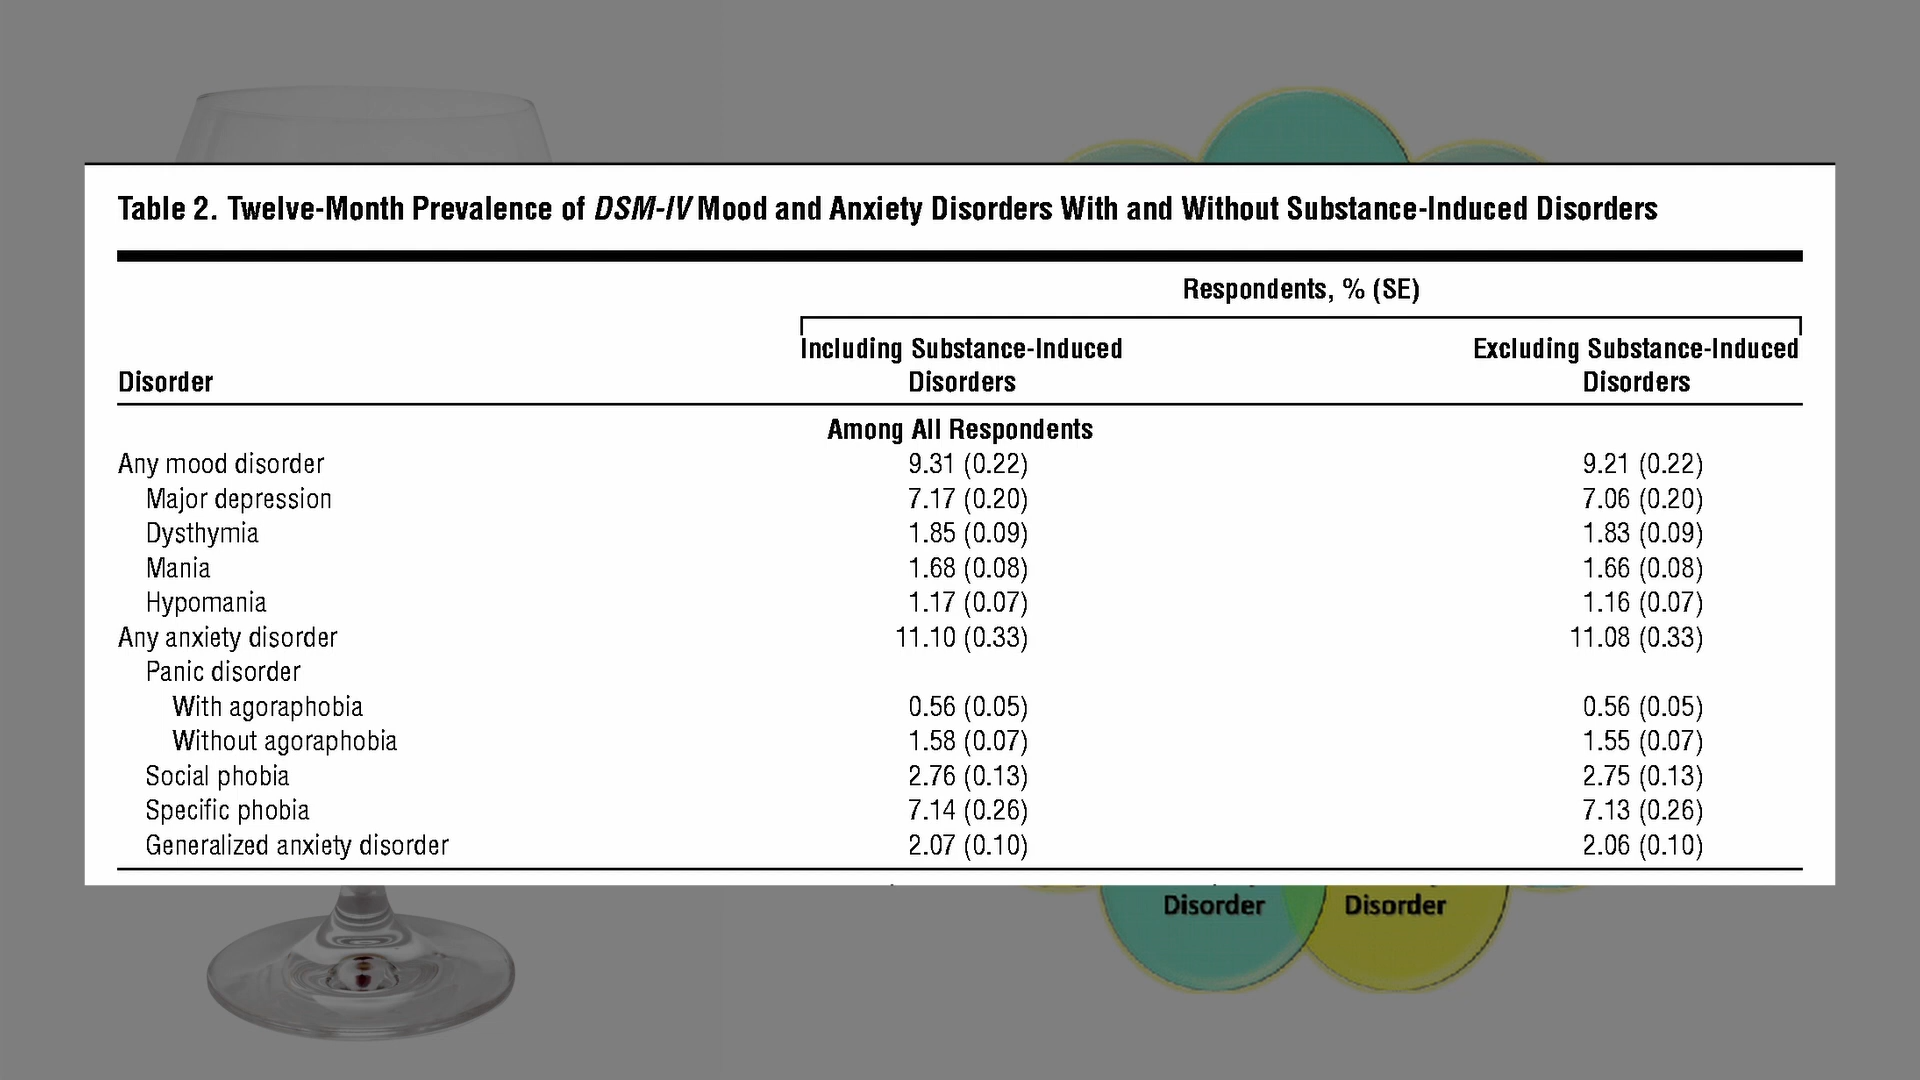 Table 2. Twelve-Month Prevalence of DSM-IV Mood and Anxiety Disorders With and Without Substance-Induced Disorders
Respondents, % (SE)
Including Substance-Induced Disorders Excluding Substance-Induced Disorders
Disorder
Among All Respondents
Any mood disorder 9.31 (0.22) 9.21 (0.22)
Major depression 7.17 (0.20) 7.06 (0.20)
Dysthymia 1.85 (0.09) 1.83 (0.09)
Mania 1.68 (0.08) 1.66 (0.08)
Hypomania 1.17 (0.07) 1.16 (0.07)
Any anxiety disorder 11.10 (0.33) 11.08 (0.33)
Panic disorder
With agoraphobia 0.56 (0.05) 0.56 (0.05)
Without agoraphobia 1.58 (0.07) 1.55 (0.07)
Social phobia 2.76 (0.13) 2.75 (0.13)
Specific phobia 7.14 (0.26) 7.13 (0.26)
Generalized anxiety disorder 2.07 (0.10) 2.06 (0.10)
Disorder Disorder